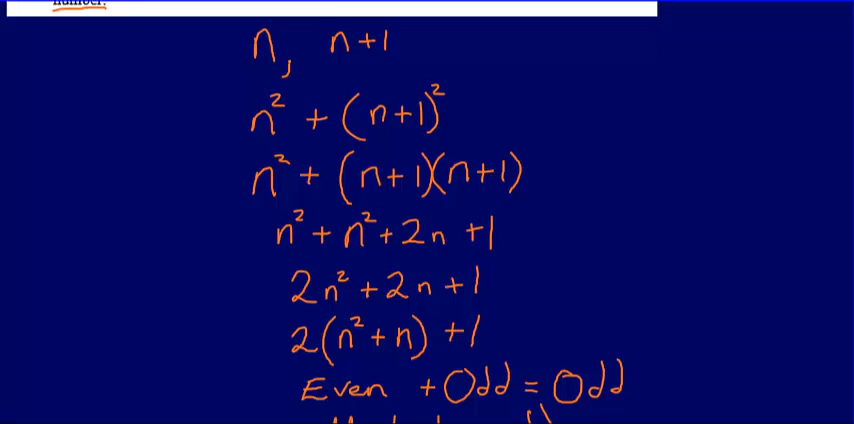 number.
n, n+1
n² + (n+1)²
n² + (n+1)(n+1)
n² + n² + 2n +1
2n² + 2n +1
2(n² + n) +1
Even + Odd = Odd